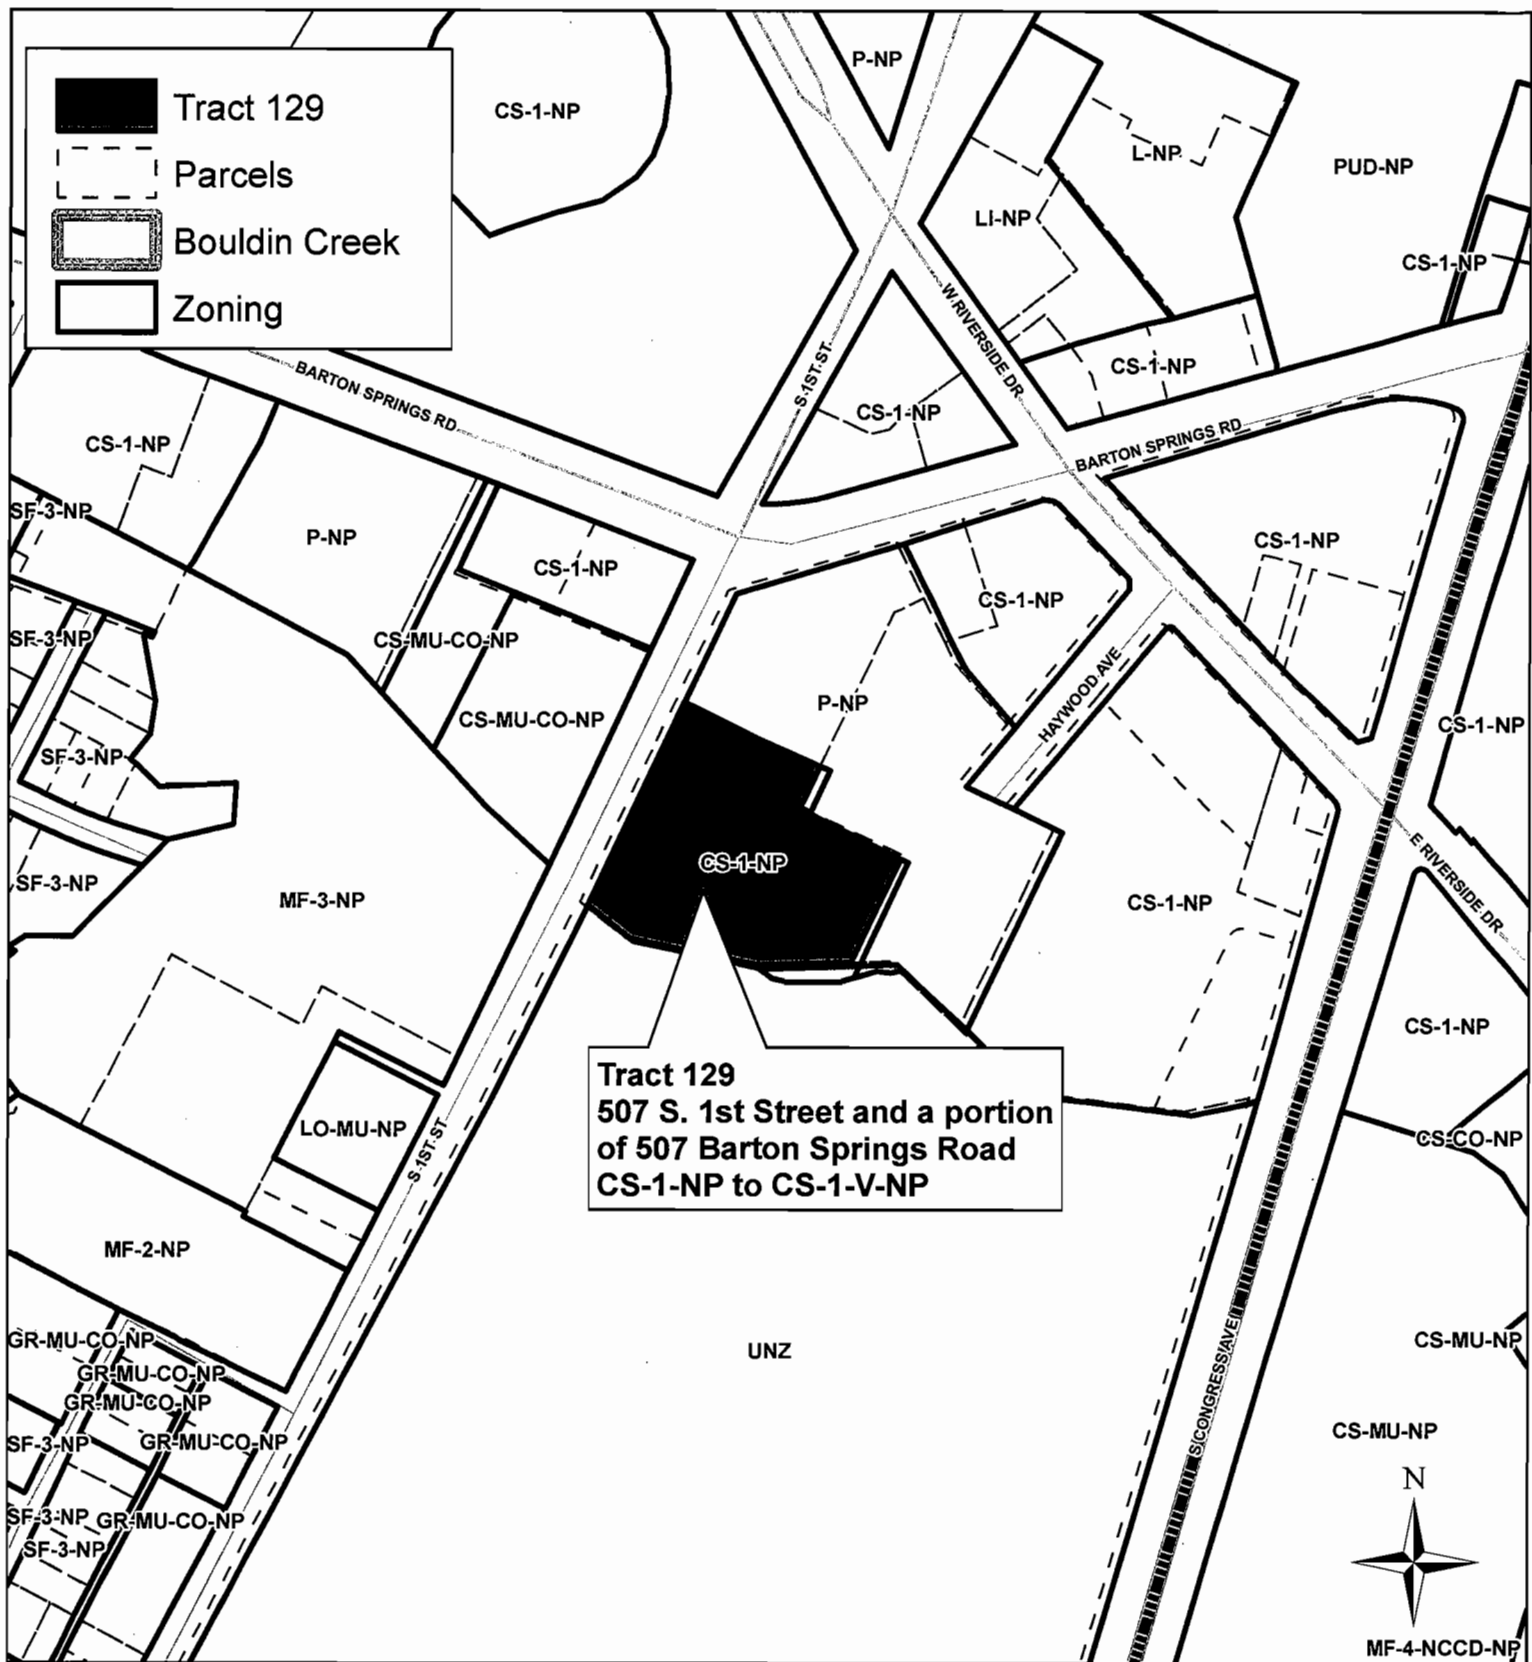 Tract 129
Parcels
Bouldin Creek
Zoning
CS-1-NP
P-NP
L-NP
PUD-NP
LI-NP
CS-1-NP
W RIVERSIDE DR
S 1ST ST
CS-1-NP
BARTON SPRINGS RD
CS-1-NP
CS-1-NP
BARTON SPRINGS RD
SF-3-NP
P-NP
CS-1-NP
CS-1-NP
CS-1-NP
SF-3-NP
CS-MU-CO-NP
CS-MU-CO-NP
P-NP
HAYWOOD AVE
CS-1-NP
SF-3-NP
CS-1-NP
E RIVERSIDE DR
SF-3-NP
MF-3-NP
CS-1-NP
CS-1-NP
Tract 129
507 S. 1st Street and a portion
of 507 Barton Springs Road
CS-1-NP to CS-1-V-NP
LO-MU-NP
S 1ST ST
CS-CO-NP
MF-2-NP
UNZ
GR-MU-CO-NP
GR-MU-CO-NP
GR-MU-CO-NP
GR-MU-CO-NP
SF-3-NP
S CONGRESS AVE
CS-MU-NP
CS-MU-NP
N
SF-3-NP
GR-MU-CO-NP
SF-3-NP
MF-4-NCCD-NP